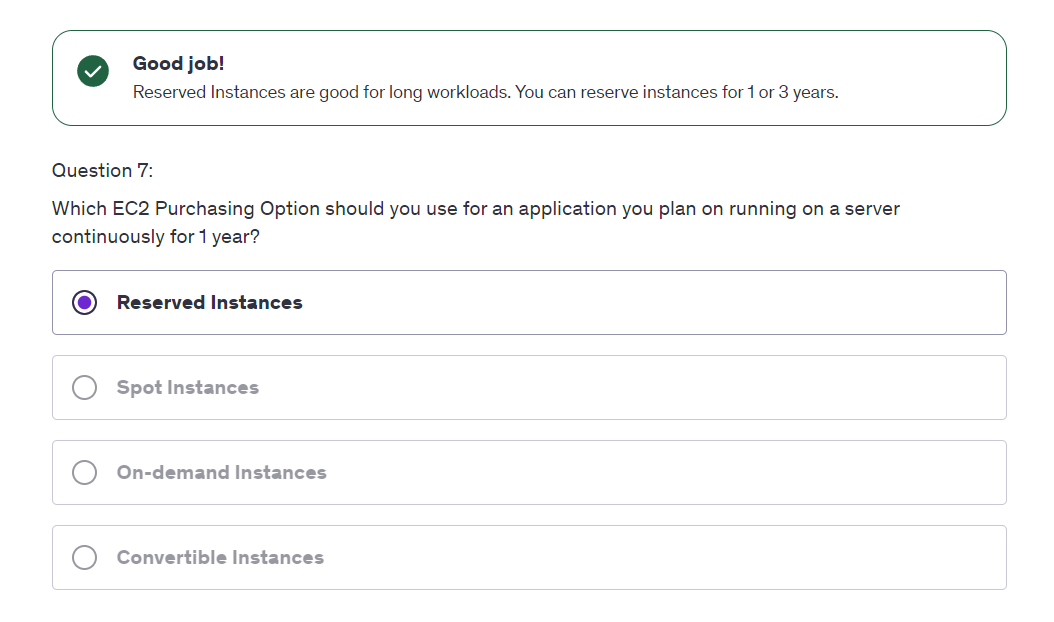 Good job!
Reserved Instances are good for long workloads. You can reserve instances for 1 or 3 years.
Question 7:
Which EC2 Purchasing Option should you use for an application you plan on running on a server
continuously for 1 year?
Reserved Instances
Spot Instances
On-demand Instances
Convertible Instances